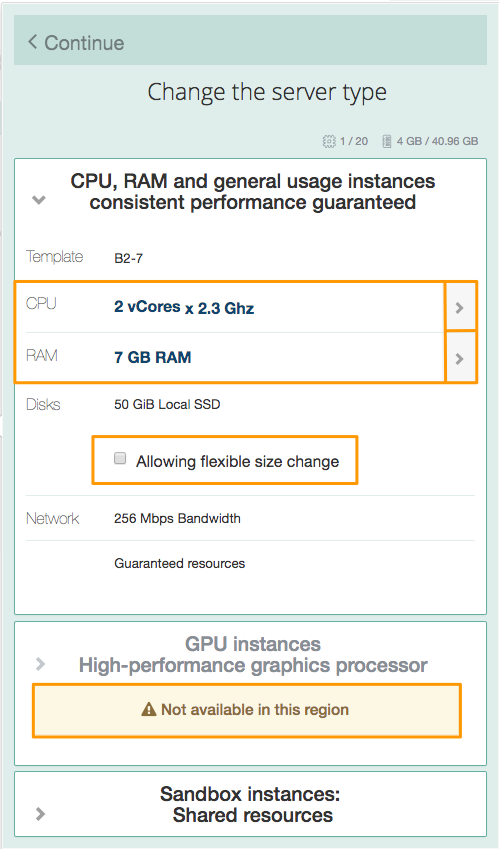 Continue
Change the server type
1 / 20 4 GB / 40.96 GB
CPU, RAM and general usage instances
consistent performance guaranteed
Template B2-7
CPU 2 vCores x 2.3 Ghz
RAM 7 GB RAM
Disks 50 GiB Local SSD
Allowing flexible size change
Network 256 Mbps Bandwidth
Guaranteed resources
GPU instances
High-performance graphics processor
Not available in this region
Sandbox instances:
Shared resources